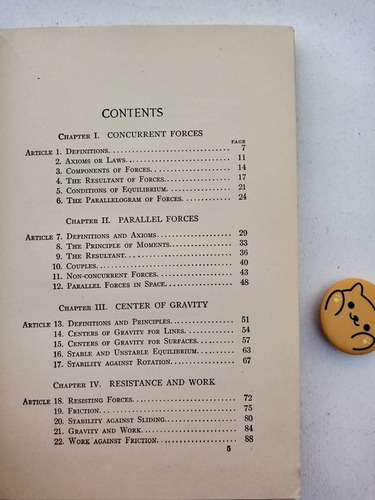 CONTENTS
CHAPTER I. CONCURRENT FORCES
PAGE
ARTICLE 1. DEFINITIONS. 7
2. AXIOMS OR LAWS. 11
3. COMPONENTS OF FORCES. 14
4. THE RESULTANT OF FORCES. 17
5. CONDITIONS OF EQUILIBRIUM. 21
6. THE PARALLELOGRAM OF FORCES. 24
CHAPTER II. PARALLEL FORCES
ARTICLE 7. DEFINITIONS AND AXIOMS. 29
8. THE PRINCIPLE OF MOMENTS. 33
9. THE RESULTANT. 36
10. COUPLES. 40
11. NON-CONCURRENT FORCES. 43
12. PARALLEL FORCES IN SPACE. 48
CHAPTER III. CENTER OF GRAVITY
ARTICLE 13. DEFINITIONS AND PRINCIPLES. 51
14. CENTERS OF GRAVITY FOR LINES. 54
15. CENTERS OF GRAVITY FOR SURFACES. 57
16. STABLE AND UNSTABLE EQUILIBRIUM. 63
17. STABILITY AGAINST ROTATION. 67
CHAPTER IV. RESISTANCE AND WORK
ARTICLE 18. RESISTING FORCES. 72
19. FRICTION. 75
20. STABILITY AGAINST SLIDING. 80
21. GRAVITY AND WORK. 84
22. WORK AGAINST FRICTION. 88
5